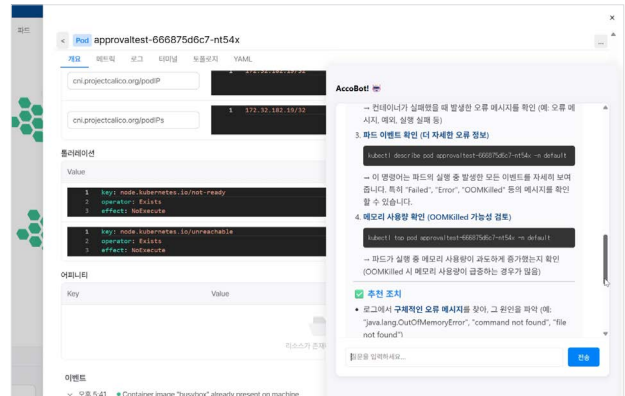 파드
×
< Pod approvaltest-666875d6c7-nt54x
...
개요 메트릭 로그 터미널 토폴로지 YAML
cni.projectcalico.org/podIP
1 172.32.102.19/32
cni.projectcalico.org/podIPs
1 172.32.102.19/32
톨러레이션
Value
1 key: node.kubernetes.io/not-ready
2 operator: Exists
3 effect: NoExecute
1 key: node.kubernetes.io/unreachable
2 operator: Exists
3 effect: NoExecute
어피니티
Key Value
리소스가 존재
이벤트
오후 5:41 Container image "busybox" already present on machine
AccoBot!
→ 컨테이너가 실패했을 때 발생한 오류 메시지를 확인 (예: 오류 메
시지, 예외, 실행 실패 등)
3. 파드 이벤트 확인 (더 자세한 오류 정보)
kubectl describe pod approvaltest-666875d6c7-nt54x -n default
→ 이 명령어는 파드의 실행 중 발생한 모든 이벤트를 자세히 보여
줍니다. 특히 "Failed", "Error", "OOMKilled" 등의 메시지를 확인
할 수 있습니다.
4. 메모리 사용량 확인 (OOMKilled 가능성 검토)
kubectl top pod approvaltest-666875d6c7-nt54x -n default
→ 파드가 실행 중 메모리 사용량이 과도하게 증가했는지 확인
(OOMKilled 시 메모리 사용량이 급증하는 경우가 많음)
추천 조치
• 로그에서 구체적인 오류 메시지를 찾아, 그 원인을 파악 (예:
"java.lang.OutOfMemoryError", "command not found", "file
not found")
질문을 입력하세요...
전송